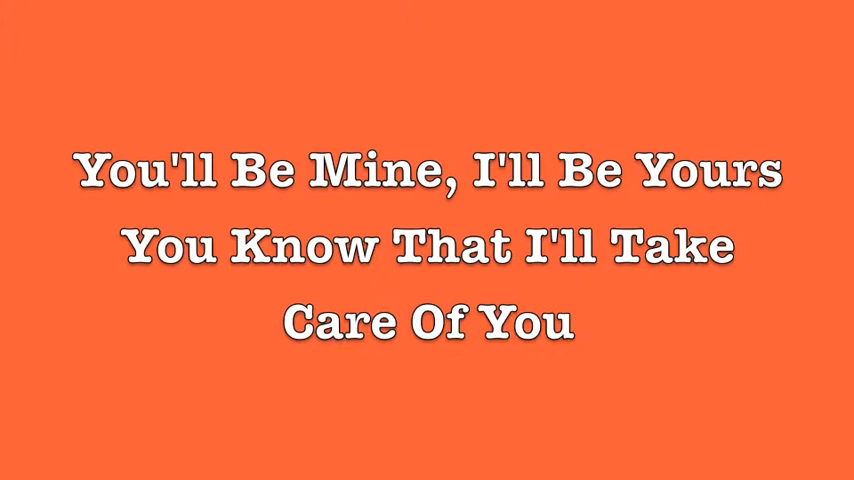 You'll Be Mine, I'll Be Yours
You Know That I'll Take
Care Of You